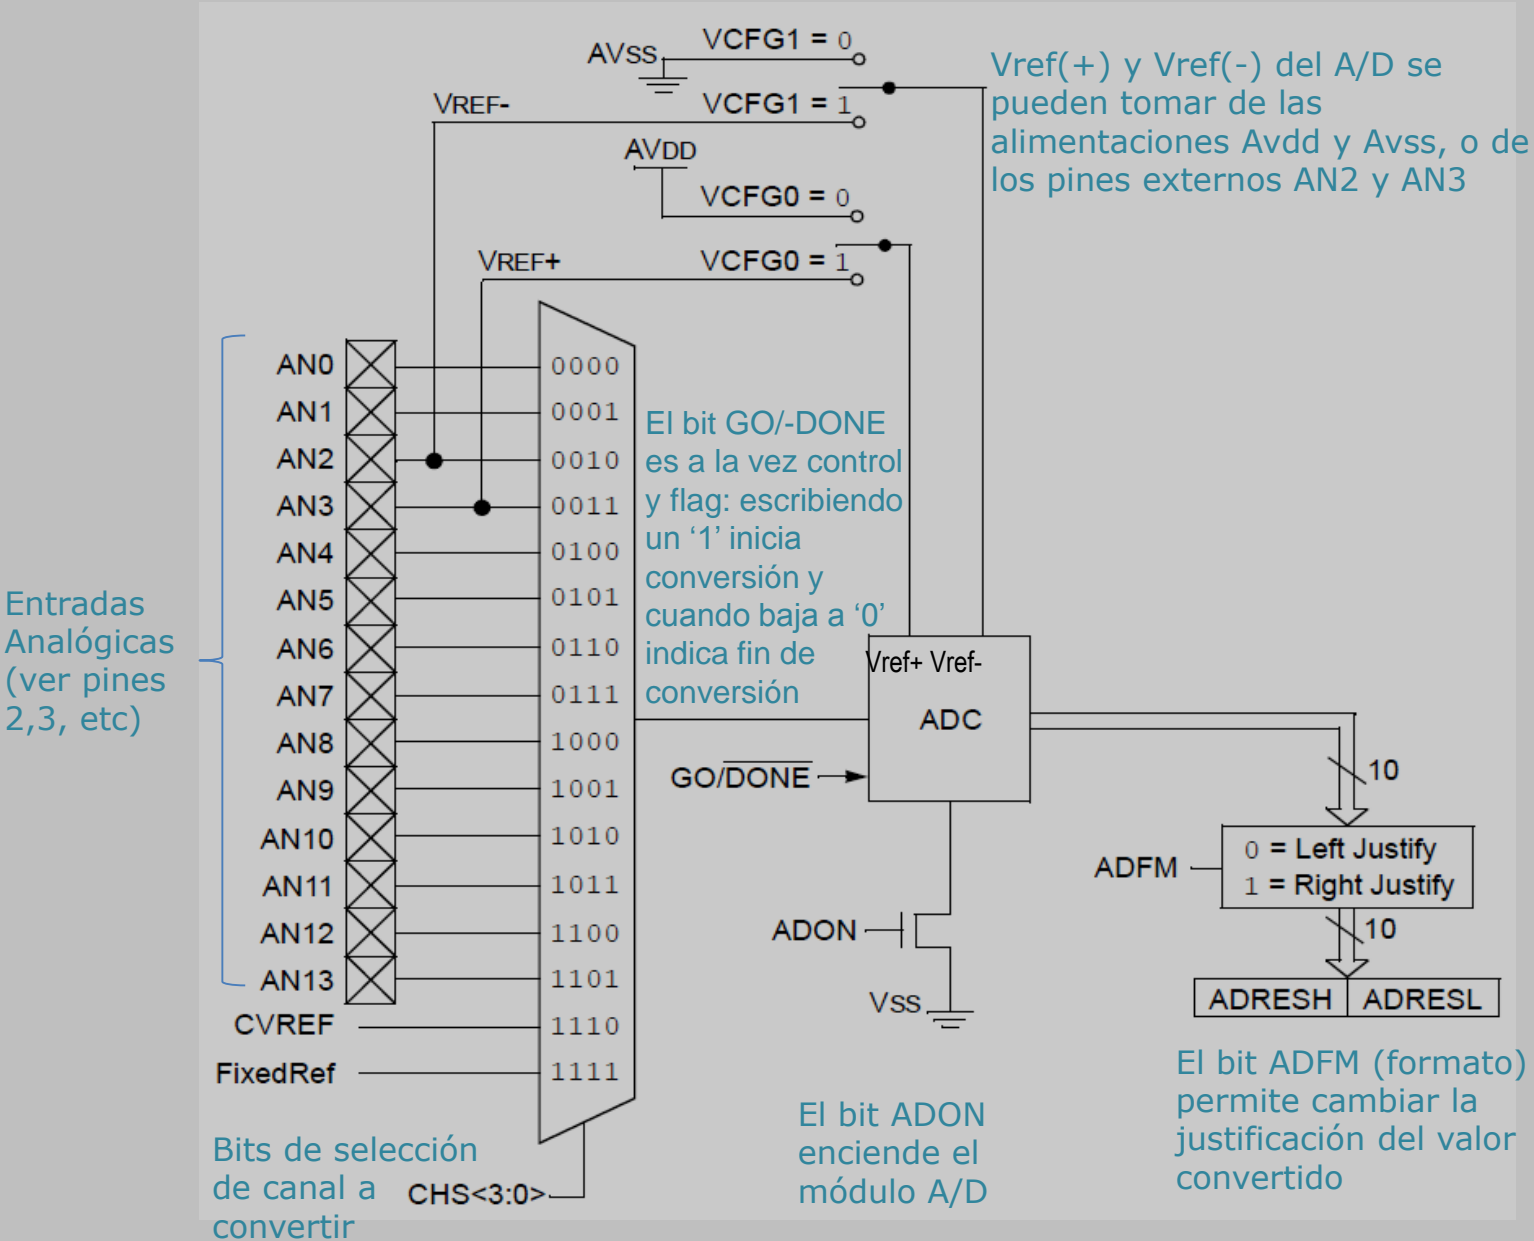 AVSS
VCFG1 = 0
VREF-
VCFG1 = 1
AVDD
VCFG0 = 0
VREF+
VCFG0 = 1
Vref(+) y Vref(-) del A/D se
pueden tomar de las
alimentaciones Avdd y Avss, o de
los pines externos AN2 y AN3
AN0 0000
AN1 0001
AN2 0010
AN3 0011
AN4 0100
AN5 0101
AN6 0110
AN7 0111
AN8 1000
AN9 1001
AN10 1010
AN11 1011
AN12 1100
AN13 1101
CVREF 1110
FixedRef 1111
Entradas
Analógicas
(ver pines
2,3, etc)
El bit GO/-DONE
es a la vez control
y flag: escribiendo
un ‘1’ inicia
conversión y
cuando baja a ‘0’
indica fin de
conversión
Vref+ Vref-
ADC
GO/DONE
10
ADFM
0 = Left Justify
1 = Right Justify
10
ADON
VSS
ADRESH ADRESL
El bit ADFM (formato)
permite cambiar la
justificación del valor
convertido
El bit ADON
enciende el
módulo A/D
Bits de selección
de canal a
convertir
CHS<3:0>